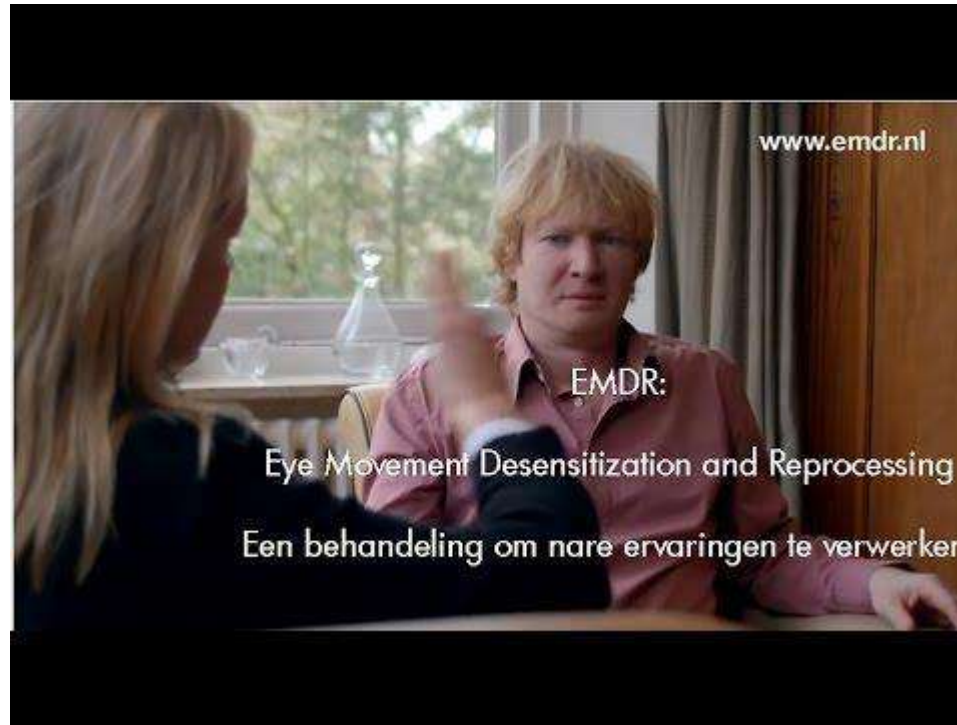 www.emdr.nl
EMDR:
Eye Movement Desensitization and Reprocessing
Een behandeling om nare ervaringen te verwerken